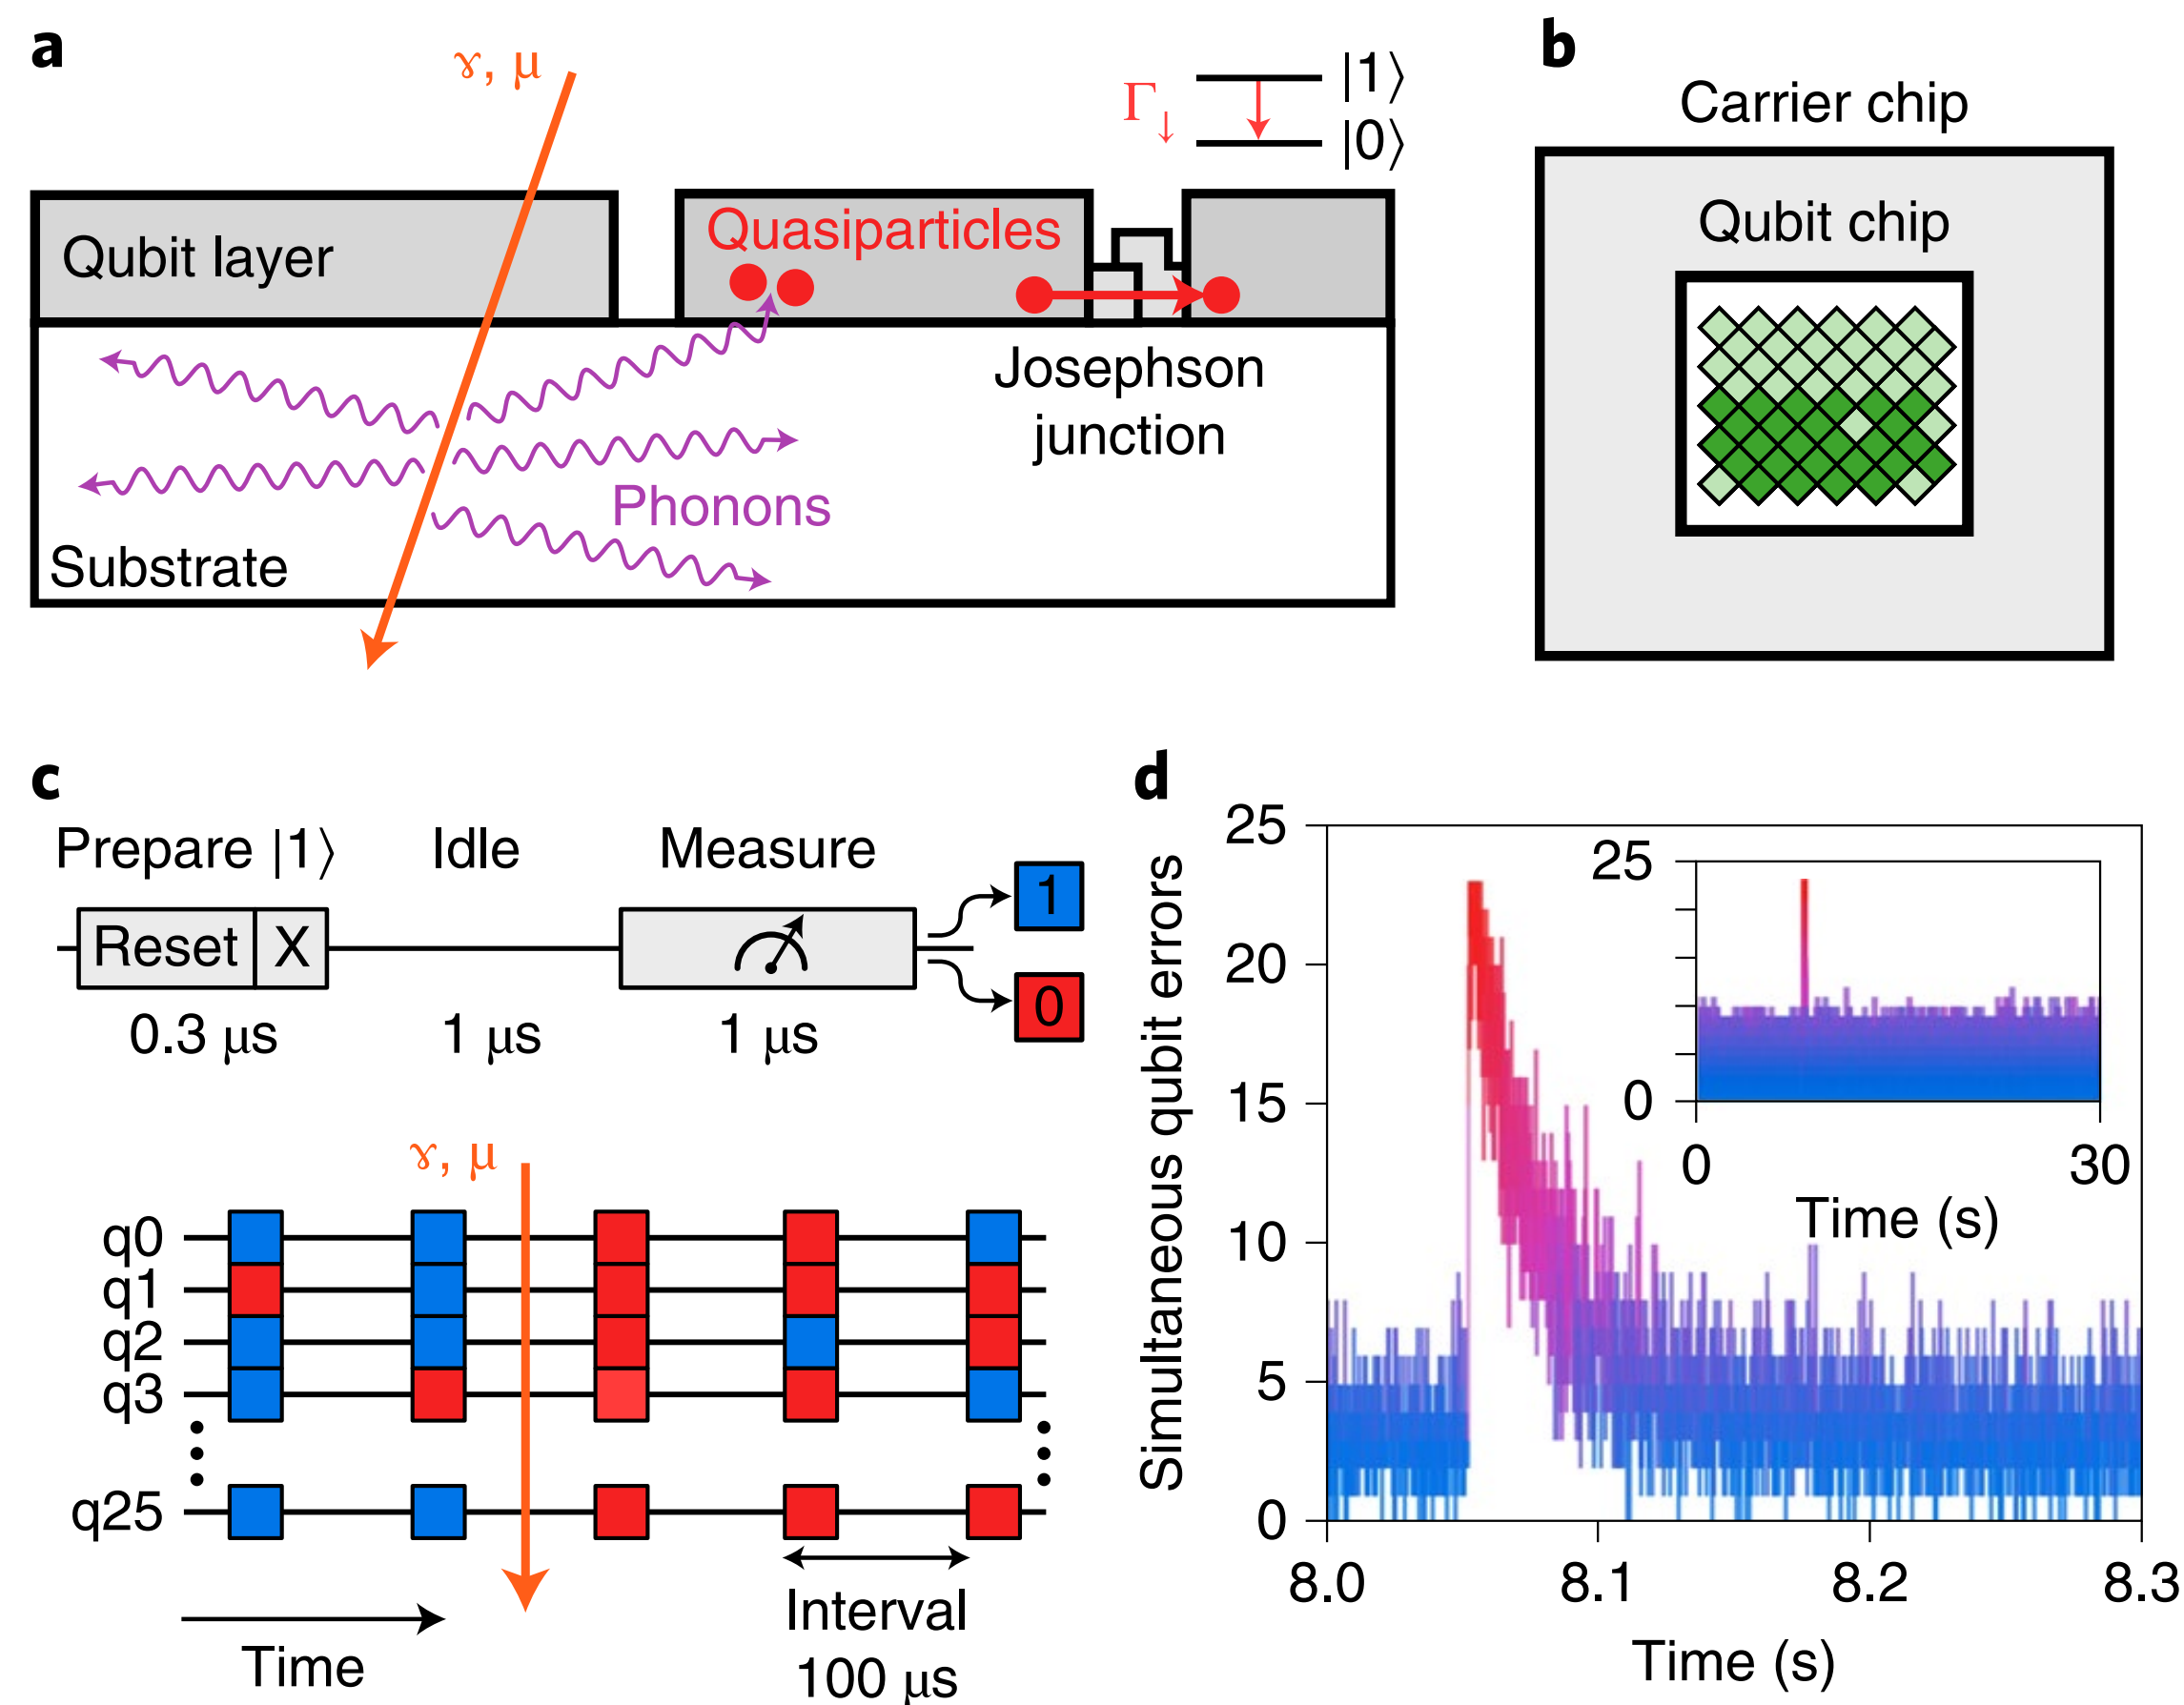 a
ɤ, μ
Γ↓
|1⟩
|0⟩
Qubit layer
Quasiparticles
Josephson
junction
Phonons
Substrate
b
Carrier chip
Qubit chip
c
Prepare |1⟩
Idle
Measure
Reset
X
1
0
0.3 μs
1 μs
1 μs
ɤ, μ
q0
q1
q2
q3
q25
Time
Interval
100 μs
d
Simultaneous qubit errors
25
20
15
10
5
0
8.0
8.1
8.2
8.3
Time (s)
25
0
0
30
Time (s)